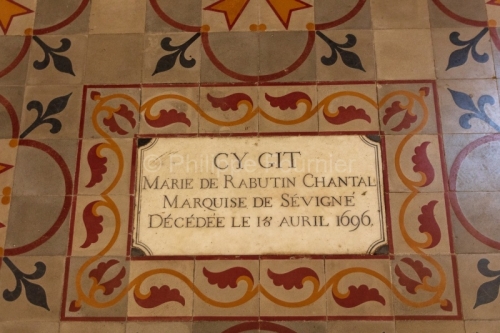 CY GIT
MARIE DE RABUTIN CHANTAL
MARQUISE DE SÉVIGNÉ
DÉCÉDÉE LE 18 AURIL 1696.